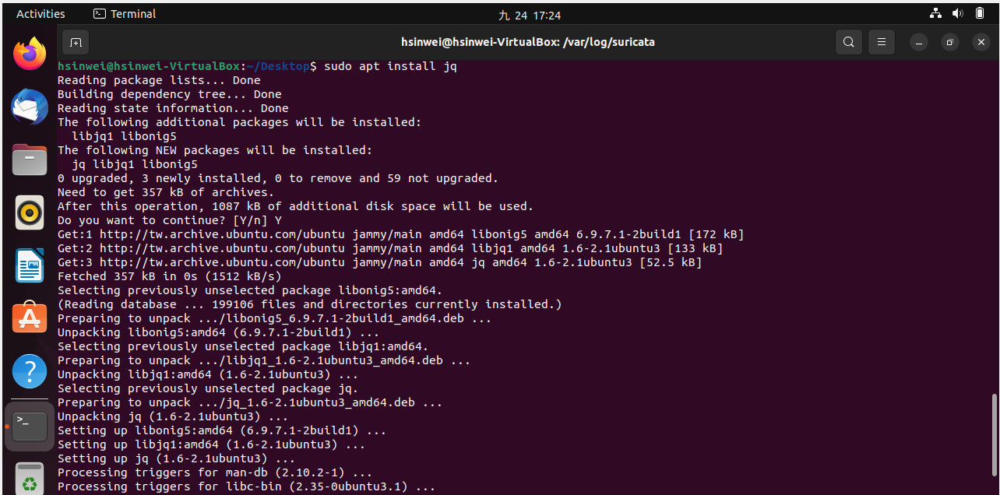 Activities
Terminal
九 24 17:24
hsinwei@hsinwei-VirtualBox: /var/log/suricata
hsinwei@hsinwei-VirtualBox:~/Desktop$ sudo apt install jq
Reading package lists... Done
Building dependency tree... Done
Reading state information... Done
The following additional packages will be installed:
  libjq1 libonig5
The following NEW packages will be installed:
  jq libjq1 libonig5
0 upgraded, 3 newly installed, 0 to remove and 59 not upgraded.
Need to get 357 kB of archives.
After this operation, 1087 kB of additional disk space will be used.
Do you want to continue? [Y/n] Y
Get:1 http://tw.archive.ubuntu.com/ubuntu jammy/main amd64 libonig5 amd64 6.9.7.1-2build1 [172 kB]
Get:2 http://tw.archive.ubuntu.com/ubuntu jammy/main amd64 libjq1 amd64 1.6-2.1ubuntu3 [133 kB]
Get:3 http://tw.archive.ubuntu.com/ubuntu jammy/main amd64 jq amd64 1.6-2.1ubuntu3 [52.5 kB]
Fetched 357 kB in 0s (1512 kB/s)
Selecting previously unselected package libonig5:amd64.
(Reading database ... 199106 files and directories currently installed.)
Preparing to unpack .../libonig5_6.9.7.1-2build1_amd64.deb ...
Unpacking libonig5:amd64 (6.9.7.1-2build1) ...
Selecting previously unselected package libjq1:amd64.
Preparing to unpack .../libjq1_1.6-2.1ubuntu3_amd64.deb ...
Unpacking libjq1:amd64 (1.6-2.1ubuntu3) ...
Selecting previously unselected package jq.
Preparing to unpack .../jq_1.6-2.1ubuntu3_amd64.deb ...
Unpacking jq (1.6-2.1ubuntu3) ...
Setting up libonig5:amd64 (6.9.7.1-2build1) ...
Setting up libjq1:amd64 (1.6-2.1ubuntu3) ...
Setting up jq (1.6-2.1ubuntu3) ...
Processing triggers for man-db (2.10.2-1) ...
Processing triggers for libc-bin (2.35-0ubuntu3.1) ...